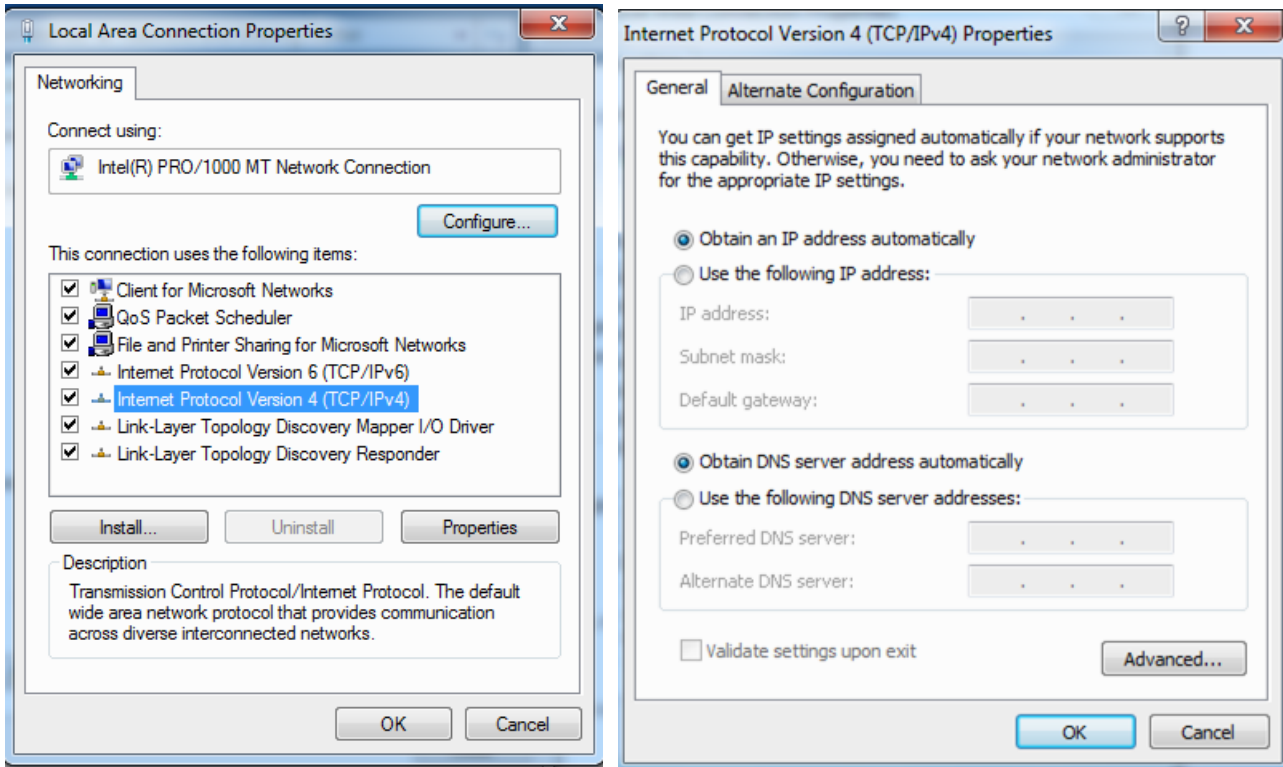 Local Area Connection Properties
Networking
Connect using:
Intel(R) PRO/1000 MT Network Connection
Configure...
This connection uses the following items:
Client for Microsoft Networks
QoS Packet Scheduler
File and Printer Sharing for Microsoft Networks
Internet Protocol Version 6 (TCP/IPv6)
Internet Protocol Version 4 (TCP/IPv4)
Link-Layer Topology Discovery Mapper I/O Driver
Link-Layer Topology Discovery Responder
Install...
Uninstall
Properties
Description
Transmission Control Protocol/Internet Protocol. The default
wide area network protocol that provides communication
across diverse interconnected networks.
OK
Cancel
Internet Protocol Version 4 (TCP/IPv4) Properties
General
Alternate Configuration
You can get IP settings assigned automatically if your network supports
this capability. Otherwise, you need to ask your network administrator
for the appropriate IP settings.
Obtain an IP address automatically
Use the following IP address:
IP address:
. . .
Subnet mask:
. . .
Default gateway:
. . .
Obtain DNS server address automatically
Use the following DNS server addresses:
Preferred DNS server:
. . .
Alternate DNS server:
. . .
Validate settings upon exit
Advanced...
OK
Cancel